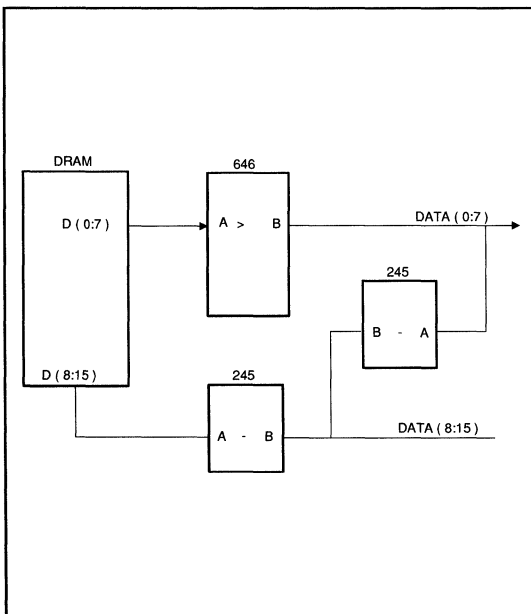 DRAM
646
D ( 0:7 )
A > B
DATA ( 0:7 )
245
B - A
D ( 8:15 )
245
A - B
DATA ( 8:15 )